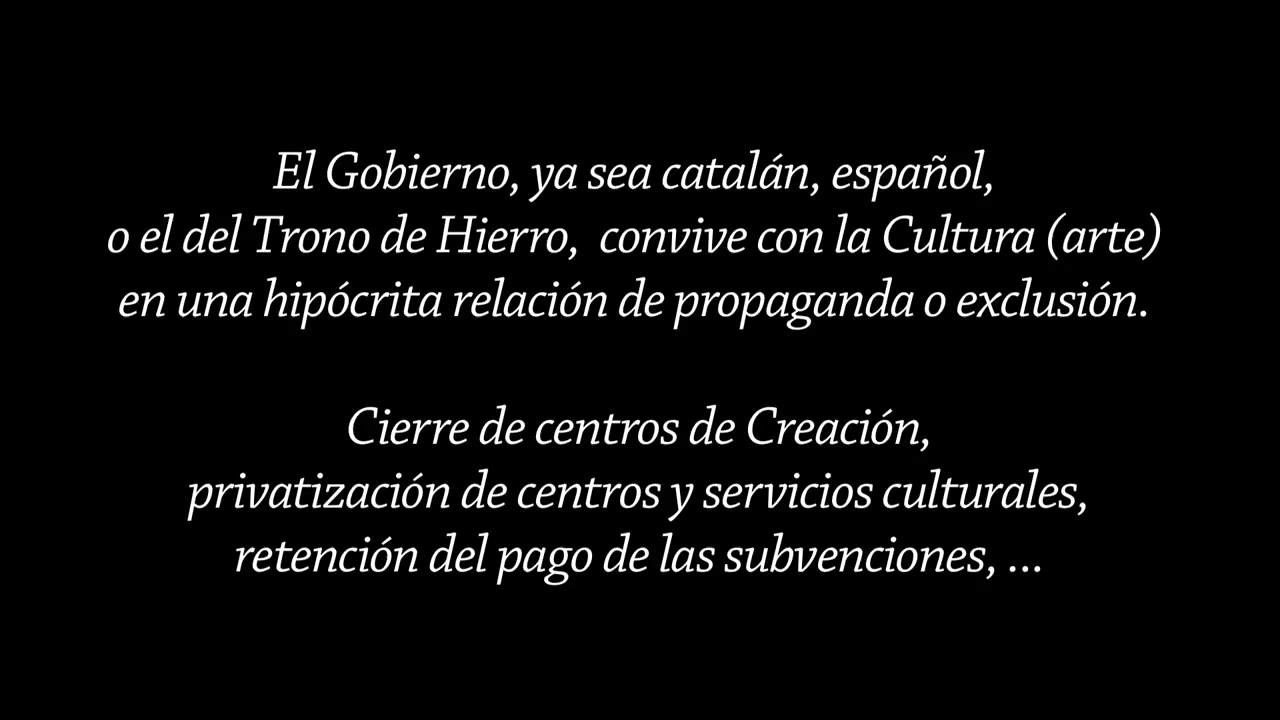 El Gobierno, ya sea catalán, español,
o el del Trono de Hierro, convive con la Cultura (arte)
en una hipócrita relación de propaganda o exclusión.
Cierre de centros de Creación,
privatización de centros y servicios culturales,
retención del pago de las subvenciones, ...